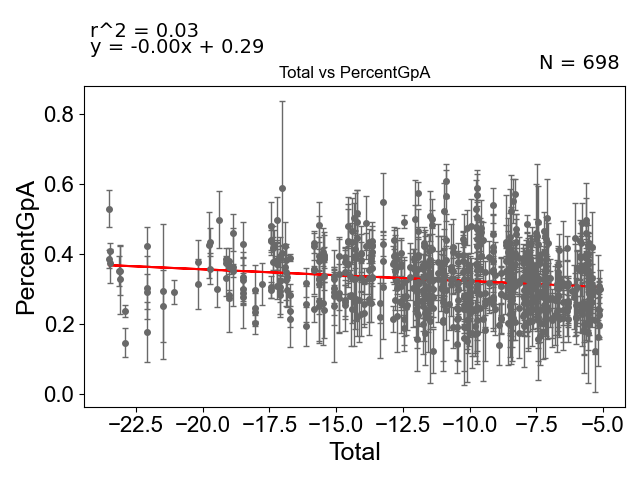 r^2 = 0.03
y = -0.00x + 0.29
N = 698
Total vs PercentGpA
PercentGpA
0.8
0.6
0.4
0.2
0.0
−22.5 −20.0 −17.5 −15.0 −12.5 −10.0 −7.5 −5.0
Total